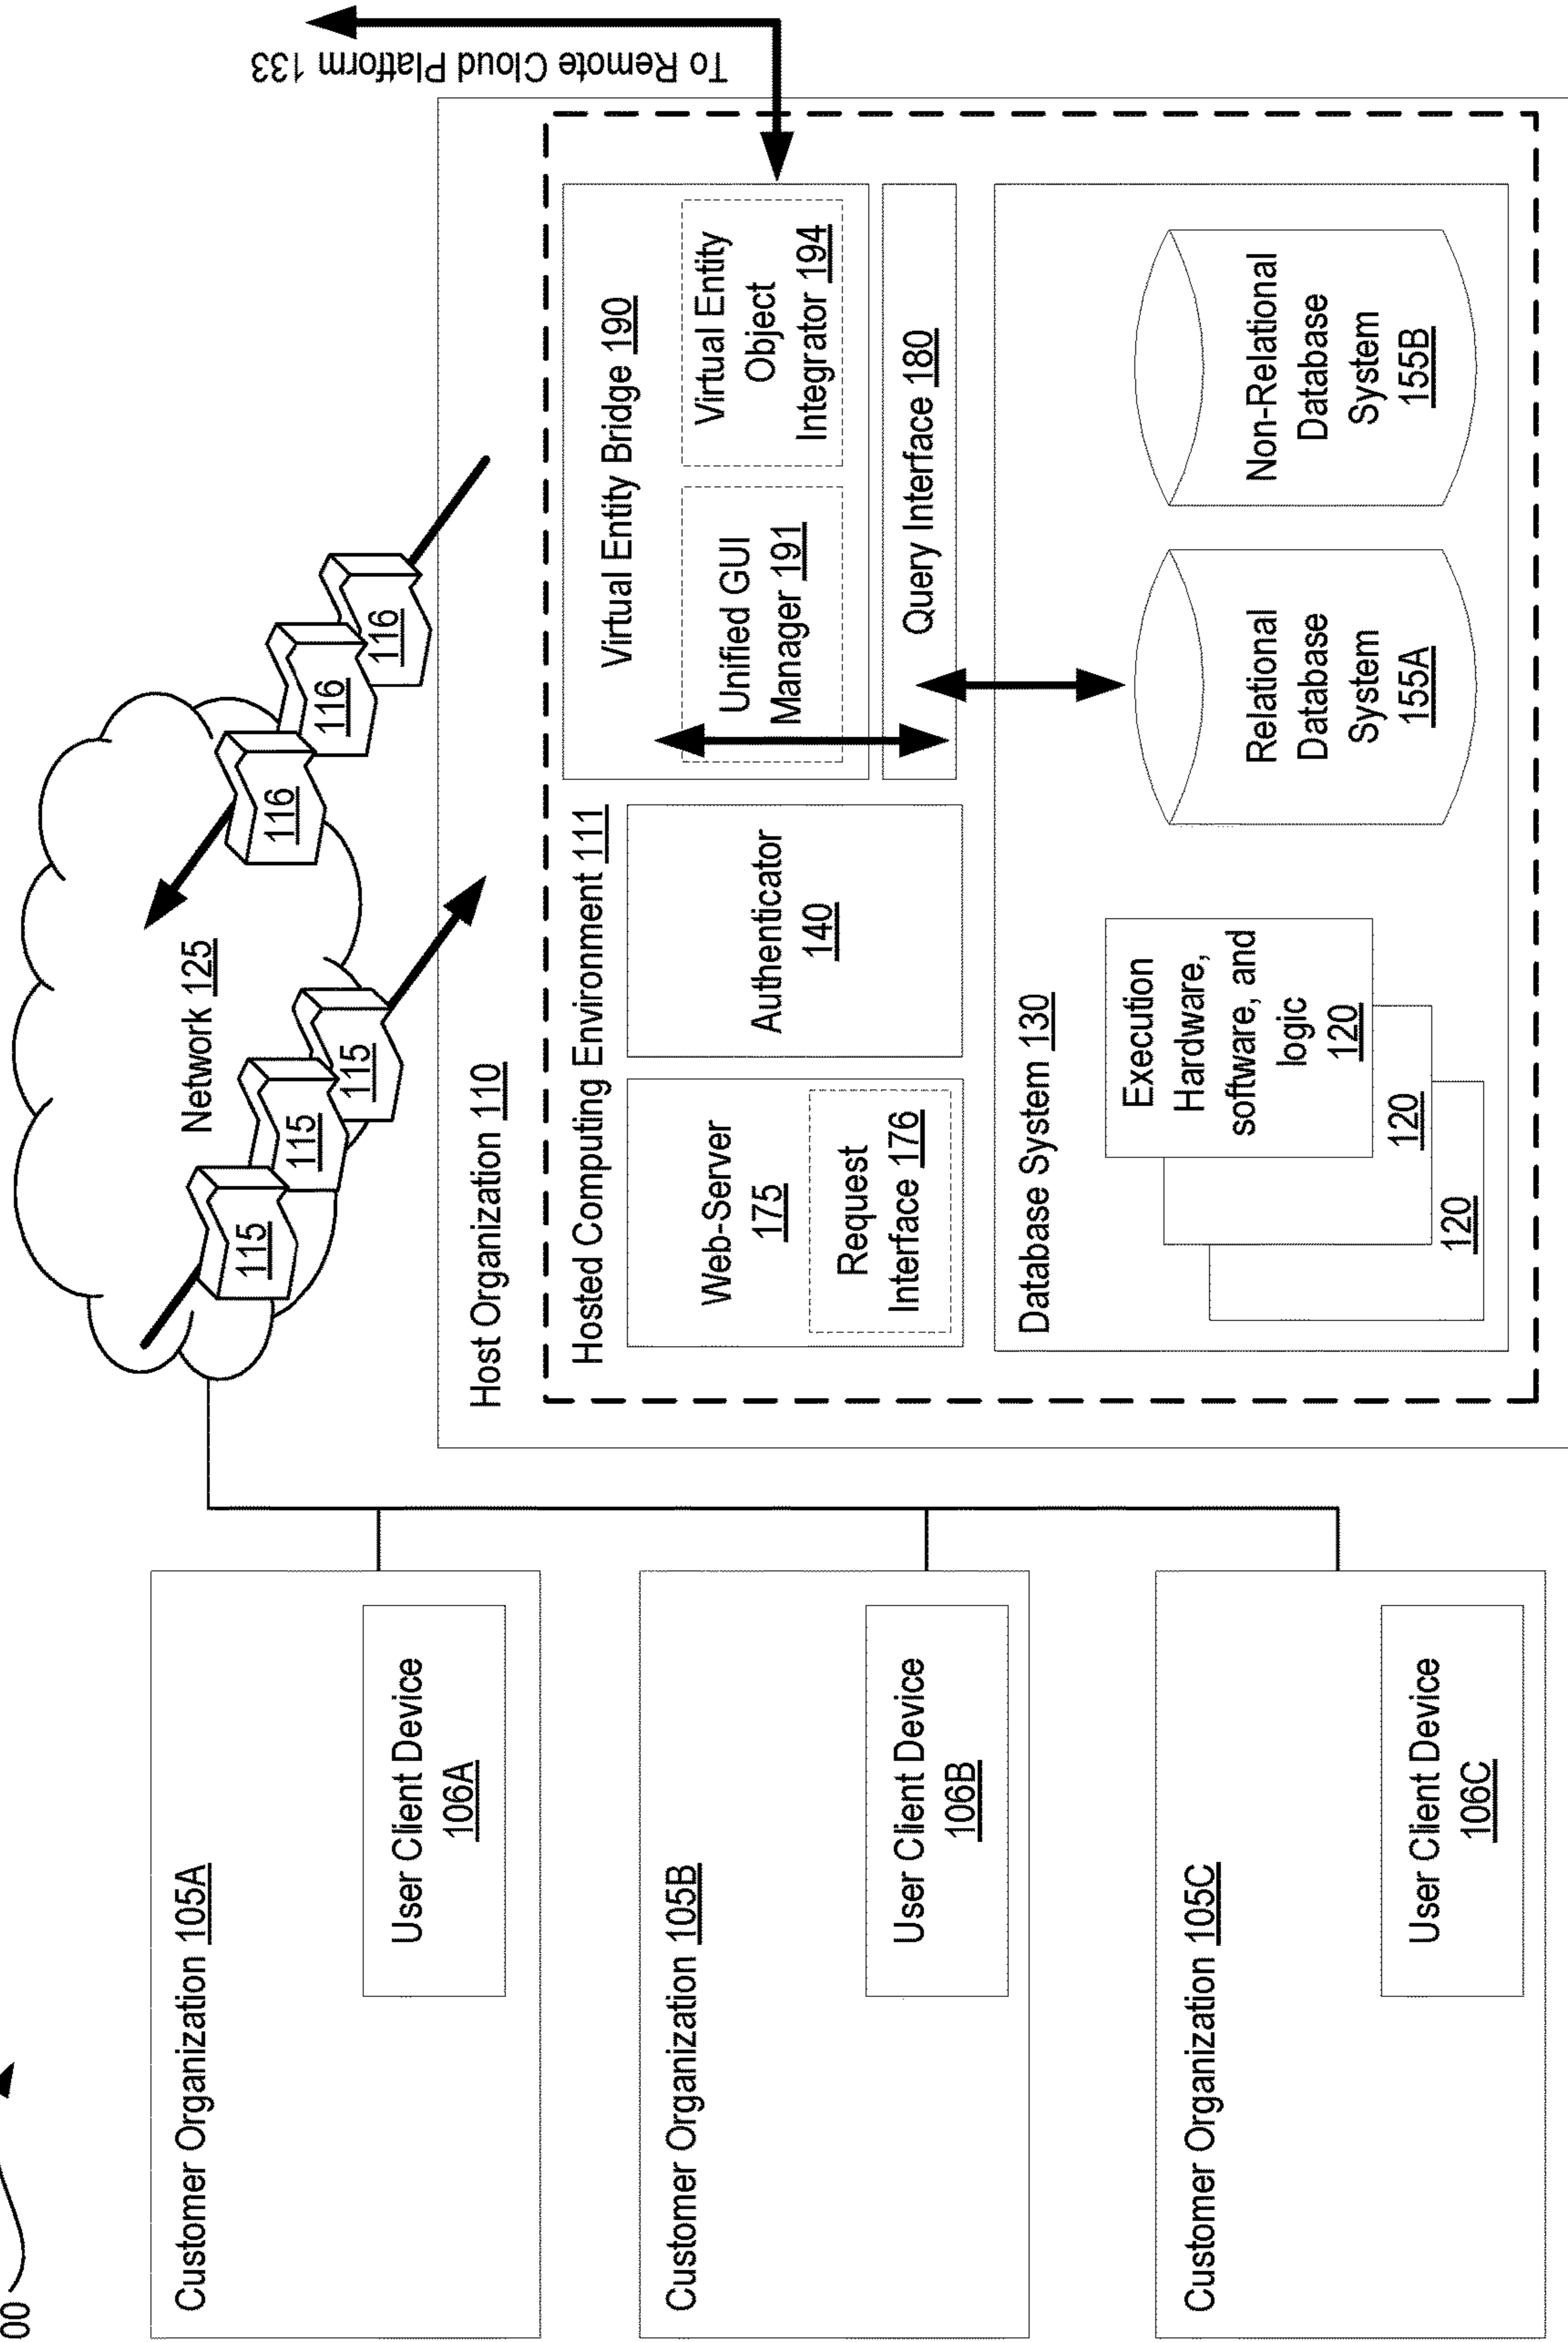 00
Customer Organization 105A
User Client Device
106A
Customer Organization 105B
User Client Device
106B
Customer Organization 105C
User Client Device
106C
Network 125
115
115
115
116
116
116
To Remote Cloud Platform 133
Host Organization 110
Hosted Computing Environment 111
Web-Server
175
Request
Interface 176
Authenticator
140
Virtual Entity Bridge 190
Unified GUI
Manager 191
Virtual Entity
Object
Integrator 194
Query Interface 180
Database System 130
Execution
Hardware,
software, and
logic
120
120
120
Relational
Database
System
155A
Non-Relational
Database
System
155B